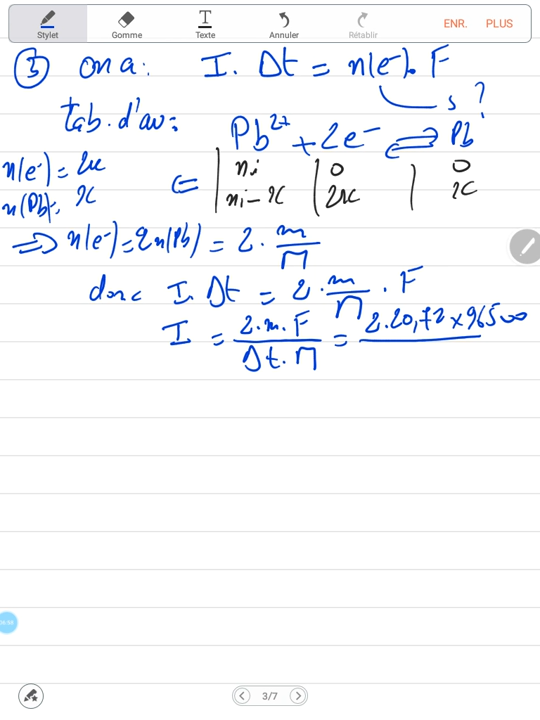 Stylet Gomme Texte Annuler Rétablir ENR. PLUS
③ on a: I. Δt = n(e⁻). F
s ?
tab. d'av: Pb²⁺ + 2e⁻ ⇌ Pb
n(e⁻) = 2x | ni | 0 | 0
n(Pb) = x ⇐ | ni - x | 2x | x
⇒ n(e⁻) = 2n(Pb) = 2 . m/M
donc I. Δt = 2 . m/M . F
I = 2.m.F/Δt.M = 2.20,72 x 96500
3/7